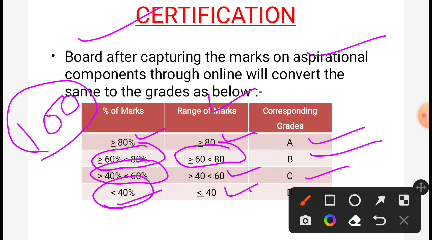 CERTIFICATION
• Board after capturing the marks on aspirational
components through online will convert the
same to the grades as below :-
100
% of Marks Range of Marks Corresponding
Grades
≥ 80% ≥ 80 A
≥ 60% < 80% ≥ 60 < 80 B
≥ 40% < 60% ≥ 40 < 60 C
< 40% ≤ 40